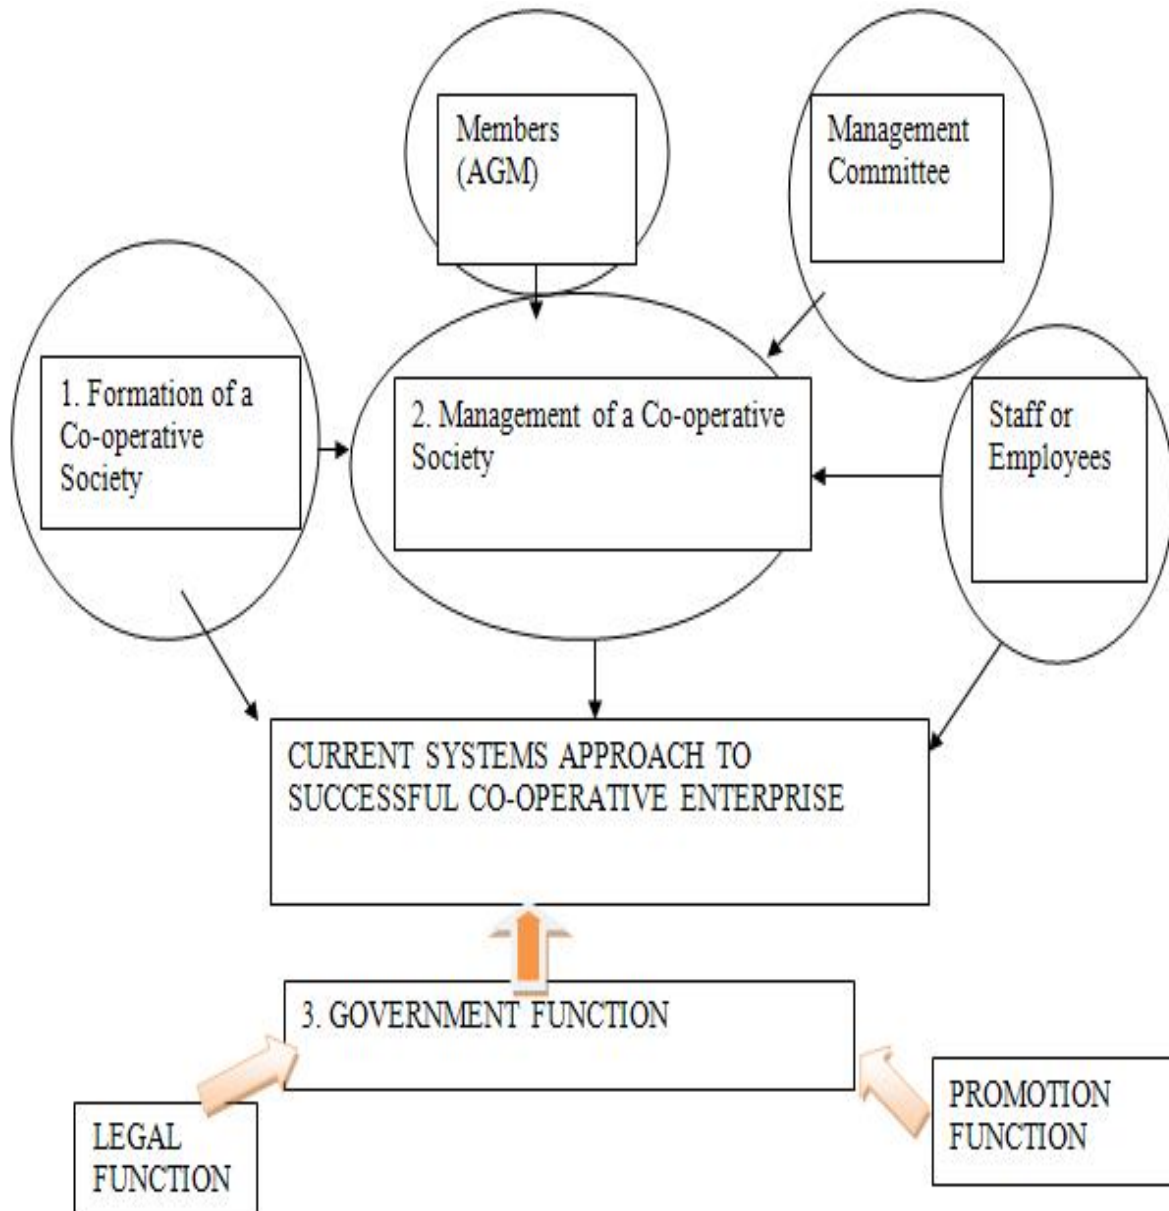 Members
(AGM)
Management
Committee
1. Formation of a
Co-operative
Society
2. Management of a Co-operative
Society
Staff or
Employees
CURRENT SYSTEMS APPROACH TO
SUCCESSFUL CO-OPERATIVE ENTERPRISE
3. GOVERNMENT FUNCTION
LEGAL
FUNCTION
PROMOTION
FUNCTION